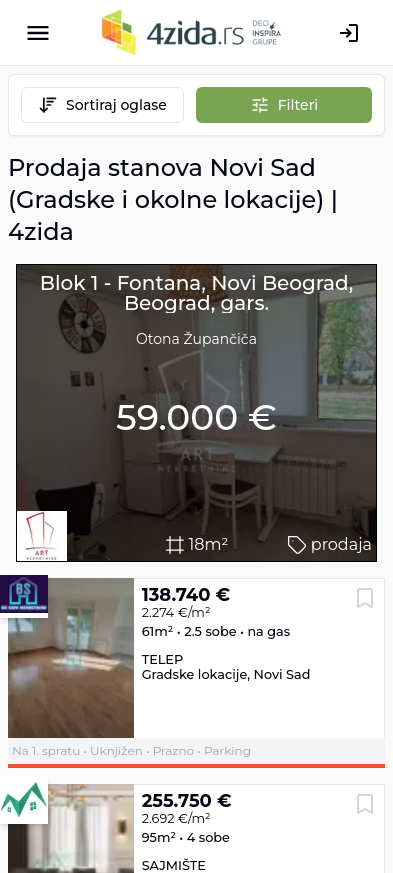 4zida.rs
DEO
INSPIRA
GRUPE
Sortiraj oglase
Filteri
Prodaja stanova Novi Sad
(Gradske i okolne lokacije) |
4zida
Blok 1 - Fontana, Novi Beograd,
Beograd, gars.
Otona Župančiča
59.000 €
ART
NEKRETNINE
ART
NEKRETNINE
18m²
prodaja
BS
138.740 €
2.274 €/m²
61m² • 2.5 sobe • na gas
TELEP
Gradske lokacije, Novi Sad
Na 1. spratu • Uknjižen • Prazno • Parking
255.750 €
2.692 €/m²
95m² • 4 sobe
SAJMIŠTE